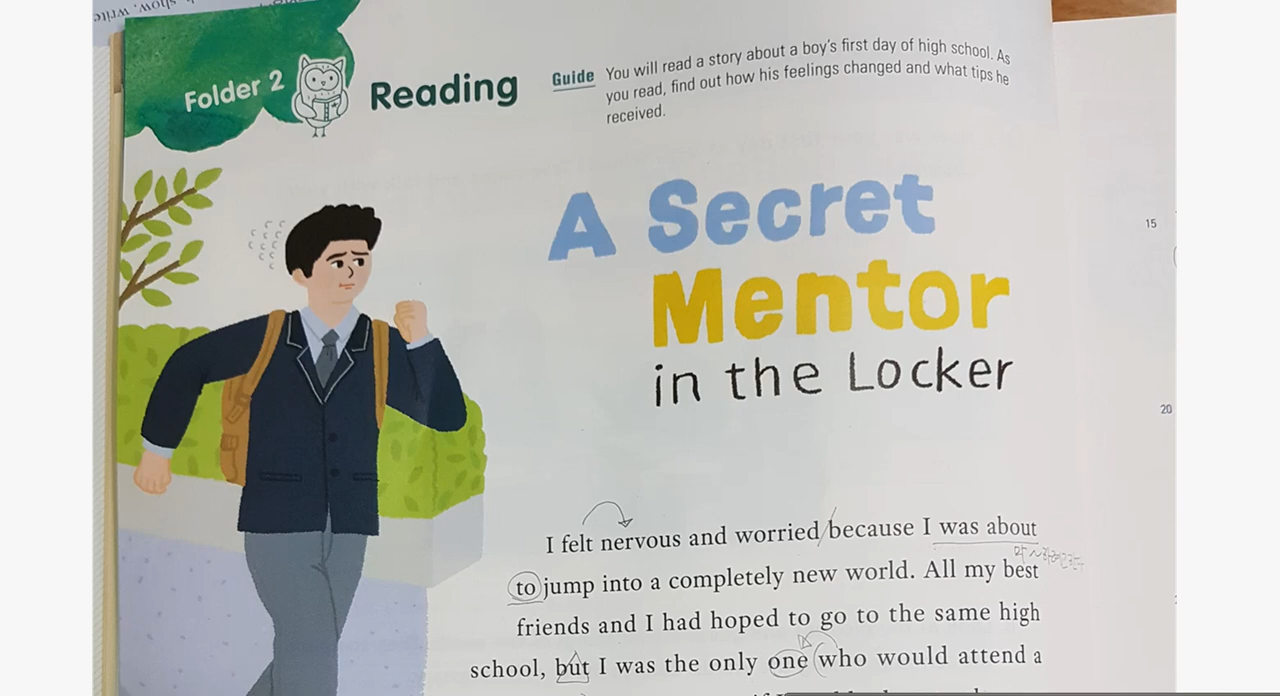 show, write
Folder 2
Reading
Guide
You will read a story about a boy's first day of high school. As
you read, find out how his feelings changed and what tips he
received.
A Secret
Mentor
in the Locker
15
20
I felt nervous and worried because I was about
to jump into a completely new world. All my best
friends and I had hoped to go to the same high
school, but I was the only one who would attend a